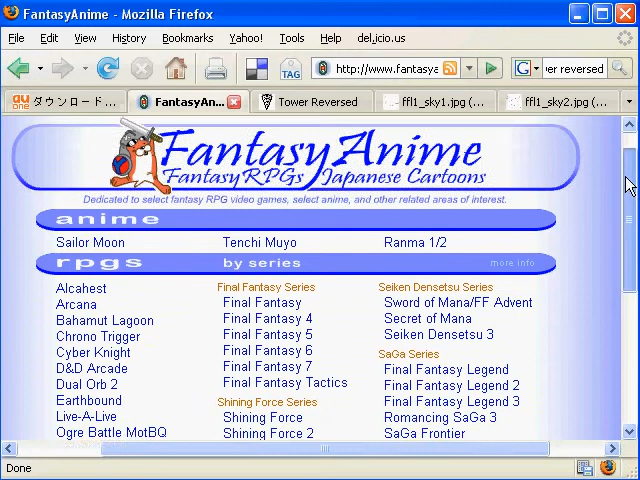 FantasyAnime - Mozilla Firefox
File Edit View History Bookmarks Yahoo! Tools Help del.icio.us
TAG http://www.fantasya G er reversed
au one ダウンロード... FantasyAn... Tower Reversed ffl1_sky1.jpg (... ffl1_sky2.jpg (...
FantasyAnime
FantasyRPGs Japanese Cartoons
Dedicated to select fantasy RPG video games, select anime, and other related areas of interest.
anime
Sailor Moon Tenchi Muyo Ranma 1/2
rpgs by series more info
Alcahest
Arcana
Bahamut Lagoon
Chrono Trigger
Cyber Knight
D&D Arcade
Dual Orb 2
Earthbound
Live-A-Live
Ogre Battle MotBQ
Final Fantasy Series
Final Fantasy
Final Fantasy 4
Final Fantasy 5
Final Fantasy 6
Final Fantasy 7
Final Fantasy Tactics
Shining Force Series
Shining Force
Shining Force 2
Seiken Densetsu Series
Sword of Mana/FF Advent
Secret of Mana
Seiken Densetsu 3
SaGa Series
Final Fantasy Legend
Final Fantasy Legend 2
Final Fantasy Legend 3
Romancing SaGa 3
SaGa Frontier
Done